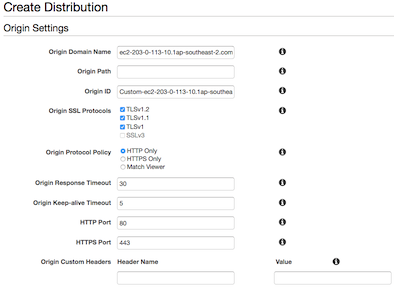 Create Distribution
Origin Settings
Origin Domain Name ec2-203-0-113-10.1ap-southeast-2.com
Origin Path
Origin ID Custom-ec2-203-0-113-10.1ap-southea
Origin SSL Protocols TLSv1.2
TLSv1.1
TLSv1
SSLv3
Origin Protocol Policy HTTP Only
HTTPS Only
Match Viewer
Origin Response Timeout 30
Origin Keep-alive Timeout 5
HTTP Port 80
HTTPS Port 443
Origin Custom Headers Header Name Value